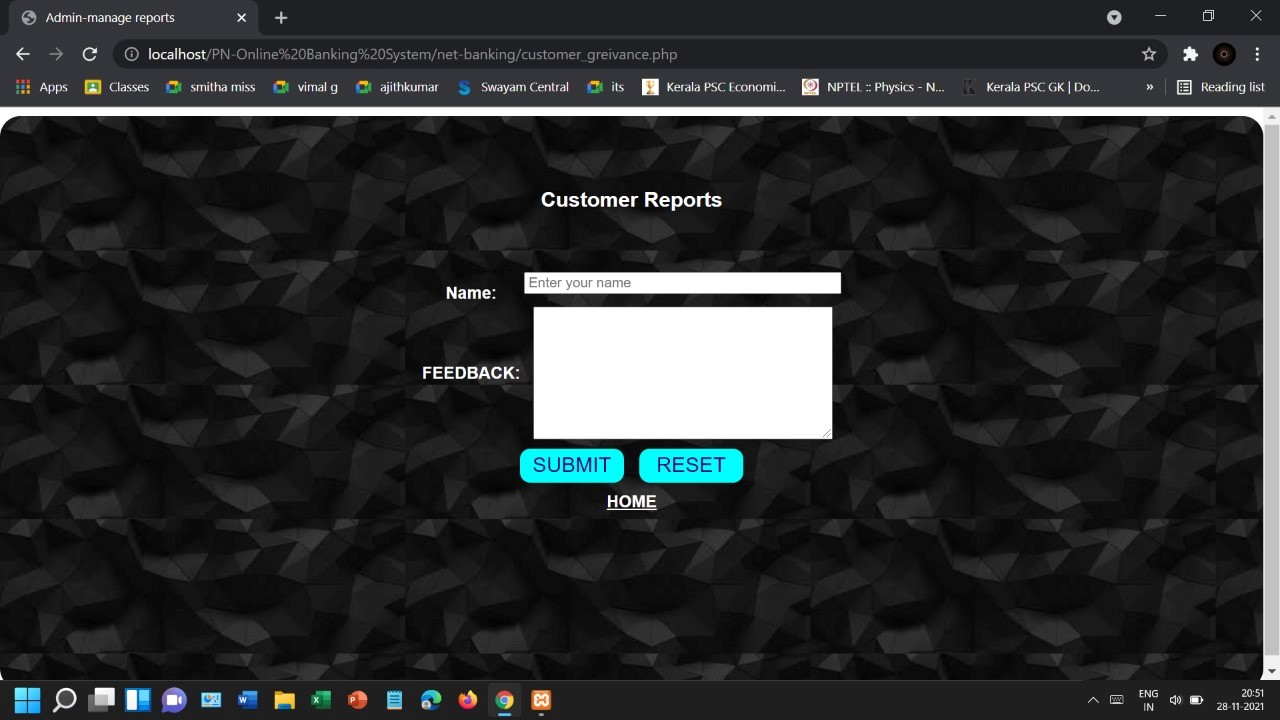 Admin-manage reports
localhost/PN-Online%20Banking%20System/net-banking/customer_greivance.php
Apps Classes smitha miss vimal g ajithkumar Swayam Central its Kerala PSC Economi... NPTEL :: Physics - N... Kerala PSC GK | Do... » Reading list
Customer Reports
Name: Enter your name
FEEDBACK:
SUBMIT RESET
HOME
ENG
IN
20:51
28-11-2021